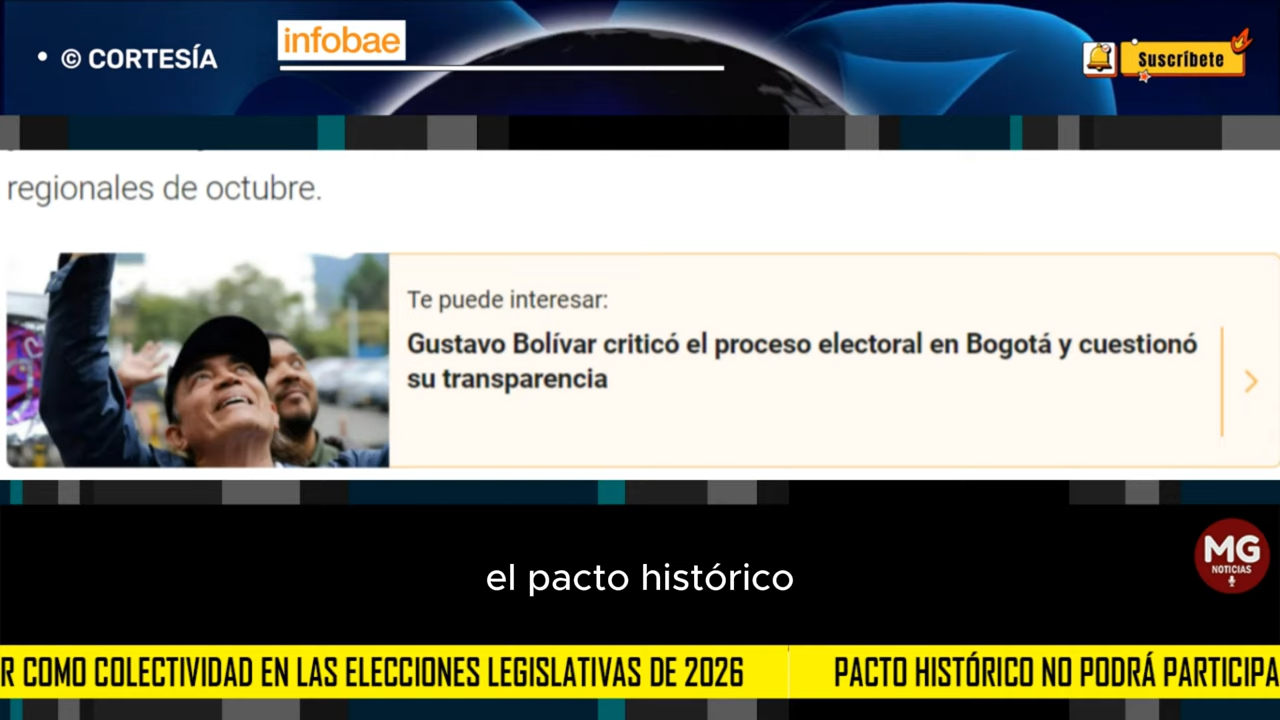 • © CORTESÍA
infobae
Suscríbete
regionales de octubre.
Te puede interesar:
Gustavo Bolívar criticó el proceso electoral en Bogotá y cuestionó
su transparencia
el pacto histórico
MG
NOTICIAS
R COMO COLECTIVIDAD EN LAS ELECCIONES LEGISLATIVAS DE 2026 PACTO HISTÓRICO NO PODRÁ PARTICIPA